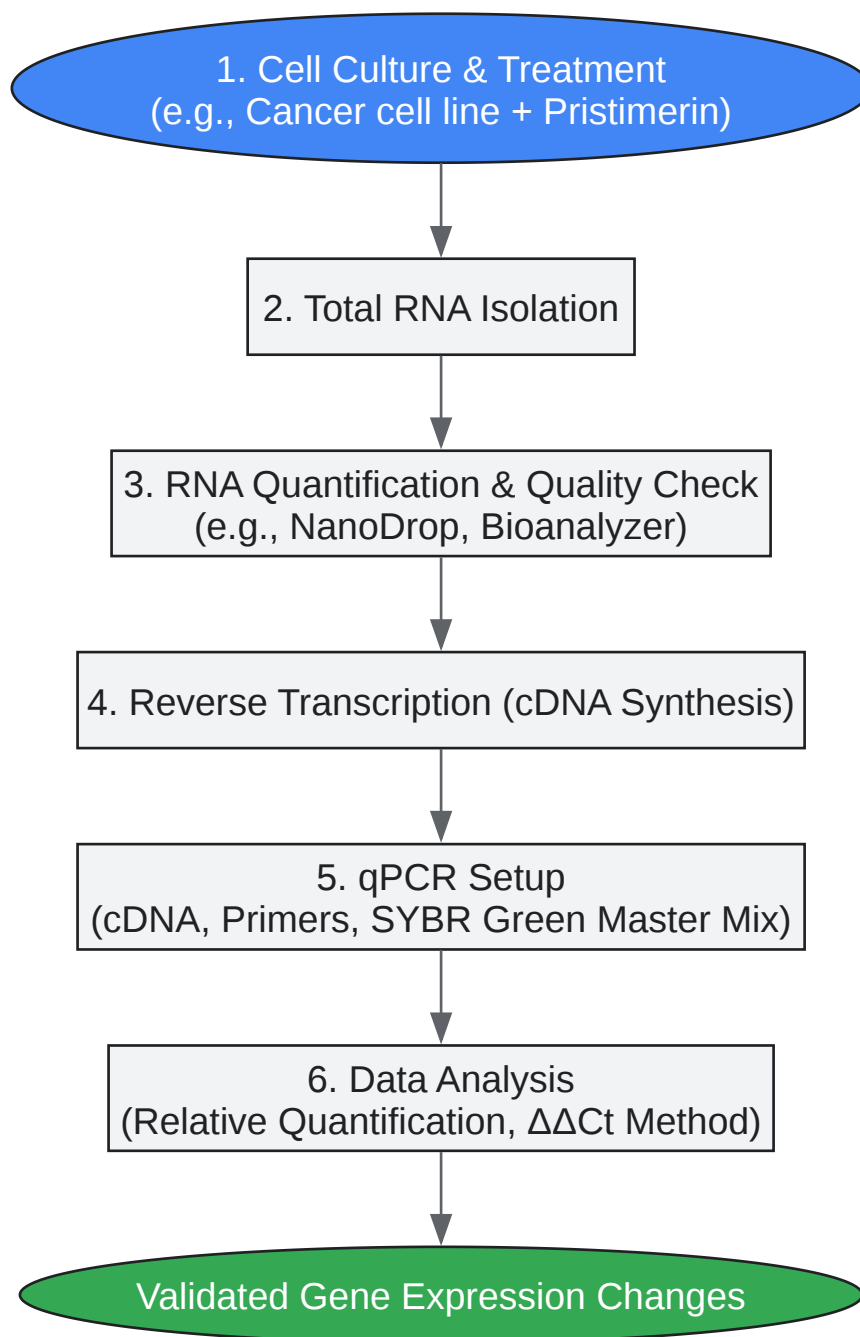 1. Cell Culture & Treatment
(e.g., Cancer cell line + Pristimerin)
2. Total RNA Isolation
3. RNA Quantification & Quality Check
(e.g., NanoDrop, Bioanalyzer)
4. Reverse Transcription (cDNA Synthesis)
5. qPCR Setup
(cDNA, Primers, SYBR Green Master Mix)
6. Data Analysis
(Relative Quantification, ΔΔCt Method)
Validated Gene Expression Changes